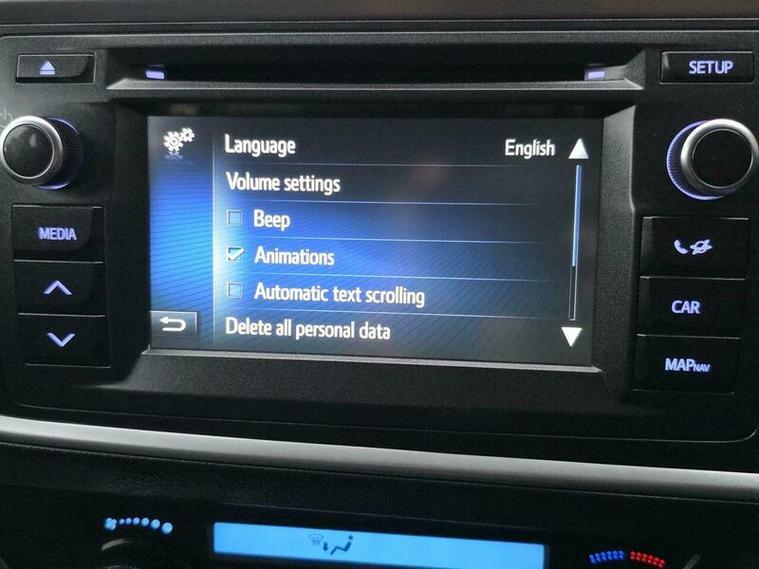 SETUP
Language English
Volume settings
Beep
MEDIA
Animations
Automatic text scrolling
CAR
Delete all personal data
MAPNAV